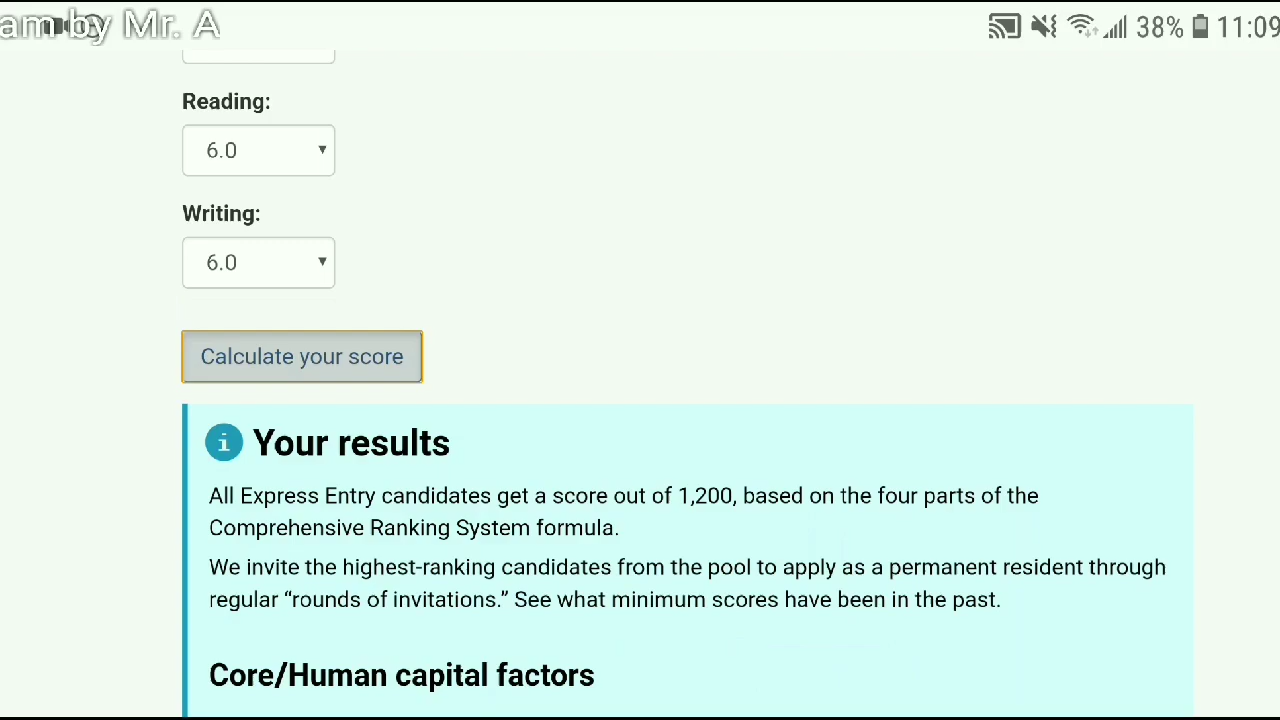 am by Mr. A
38% 11:09
Reading:
6.0
Writing:
6.0
Calculate your score
i Your results
All Express Entry candidates get a score out of 1,200, based on the four parts of the
Comprehensive Ranking System formula.
We invite the highest-ranking candidates from the pool to apply as a permanent resident through
regular “rounds of invitations.” See what minimum scores have been in the past.
Core/Human capital factors